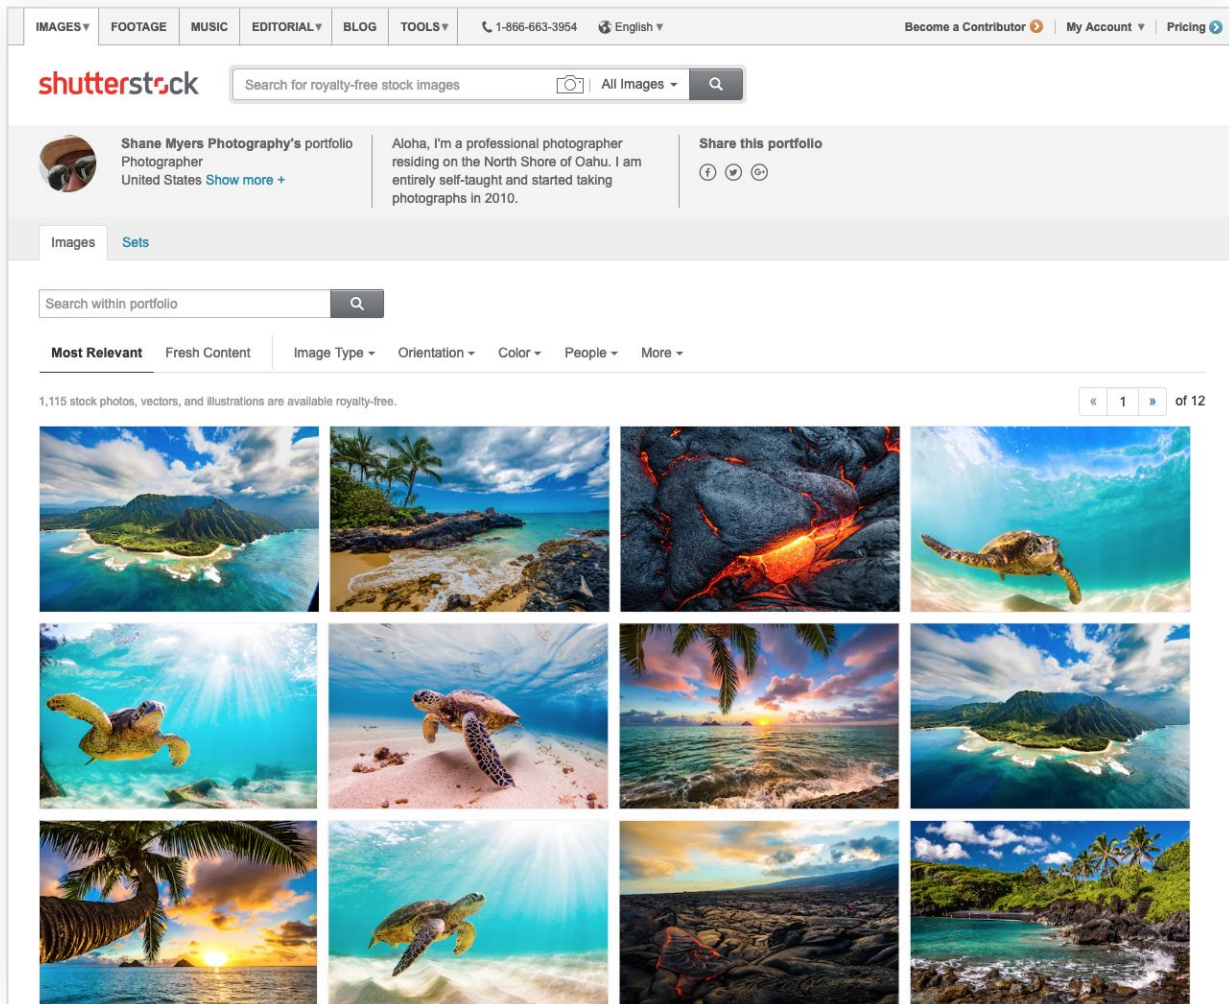 IMAGES▼ FOOTAGE MUSIC EDITORIAL▼ BLOG TOOLS▼ 1-866-663-3954 English ▼ Become a Contributor My Account ▼ Pricing
shutterstock
Search for royalty-free stock images | All Images
Shane Myers Photography's portfolio
Photographer
United States Show more +
Aloha, I'm a professional photographer
residing on the North Shore of Oahu. I am
entirely self-taught and started taking
photographs in 2010.
Share this portfolio
Images Sets
Search within portfolio
Most Relevant Fresh Content Image Type Orientation Color People More
1,115 stock photos, vectors, and illustrations are available royalty-free.
« 1 » of 12